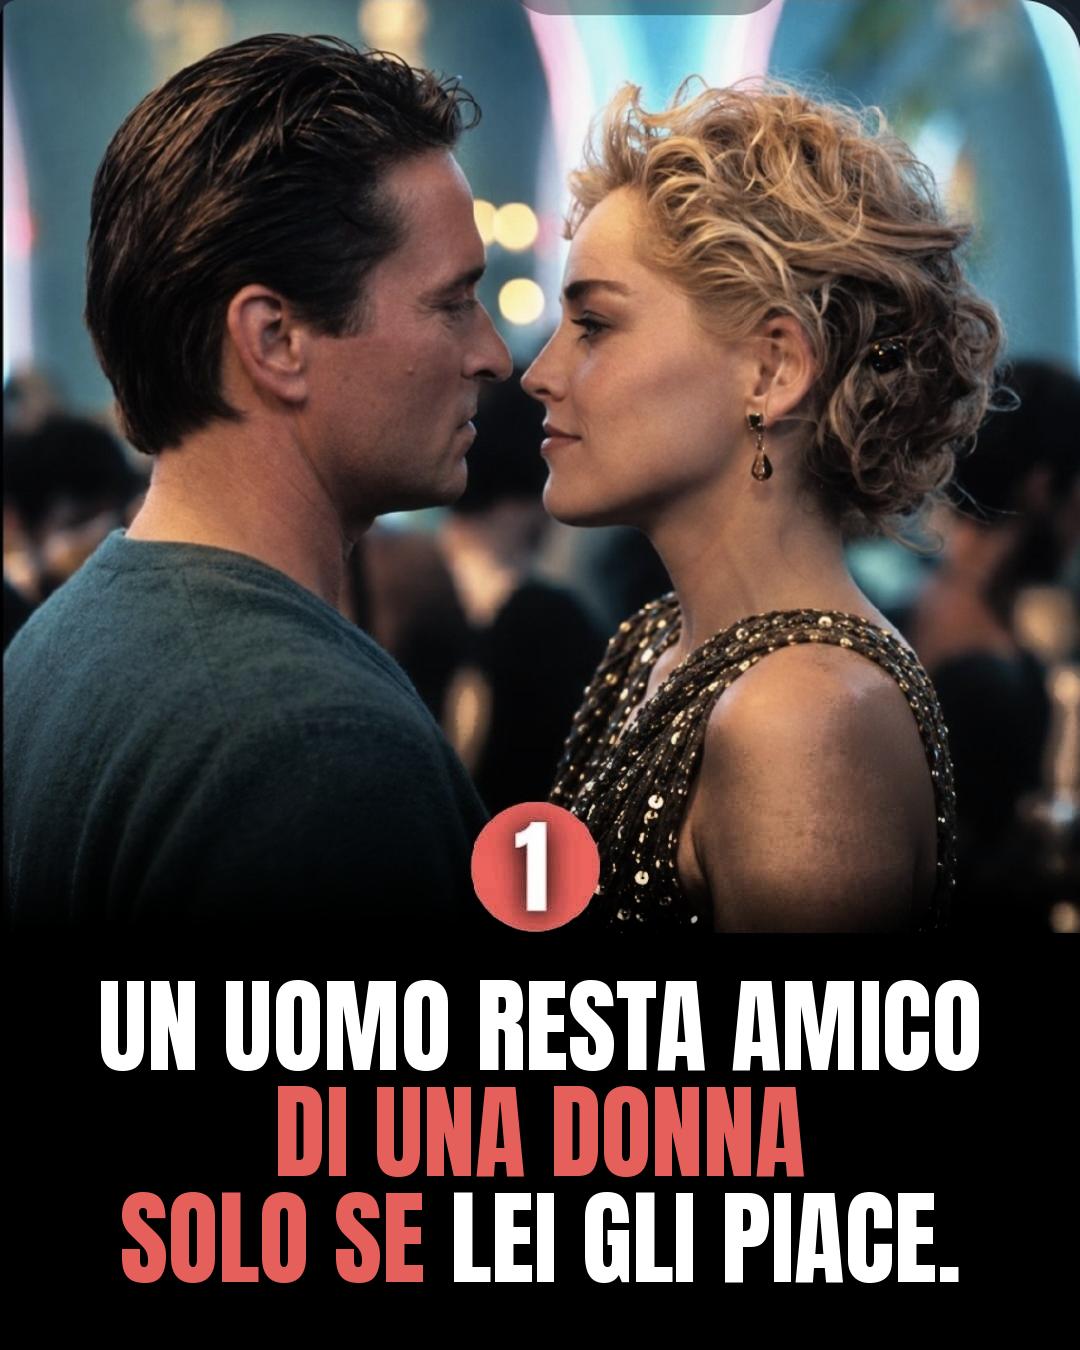 1
UN UOMO RESTA AMICO
DI UNA DONNA
SOLO SE LEI GLI PIACE.